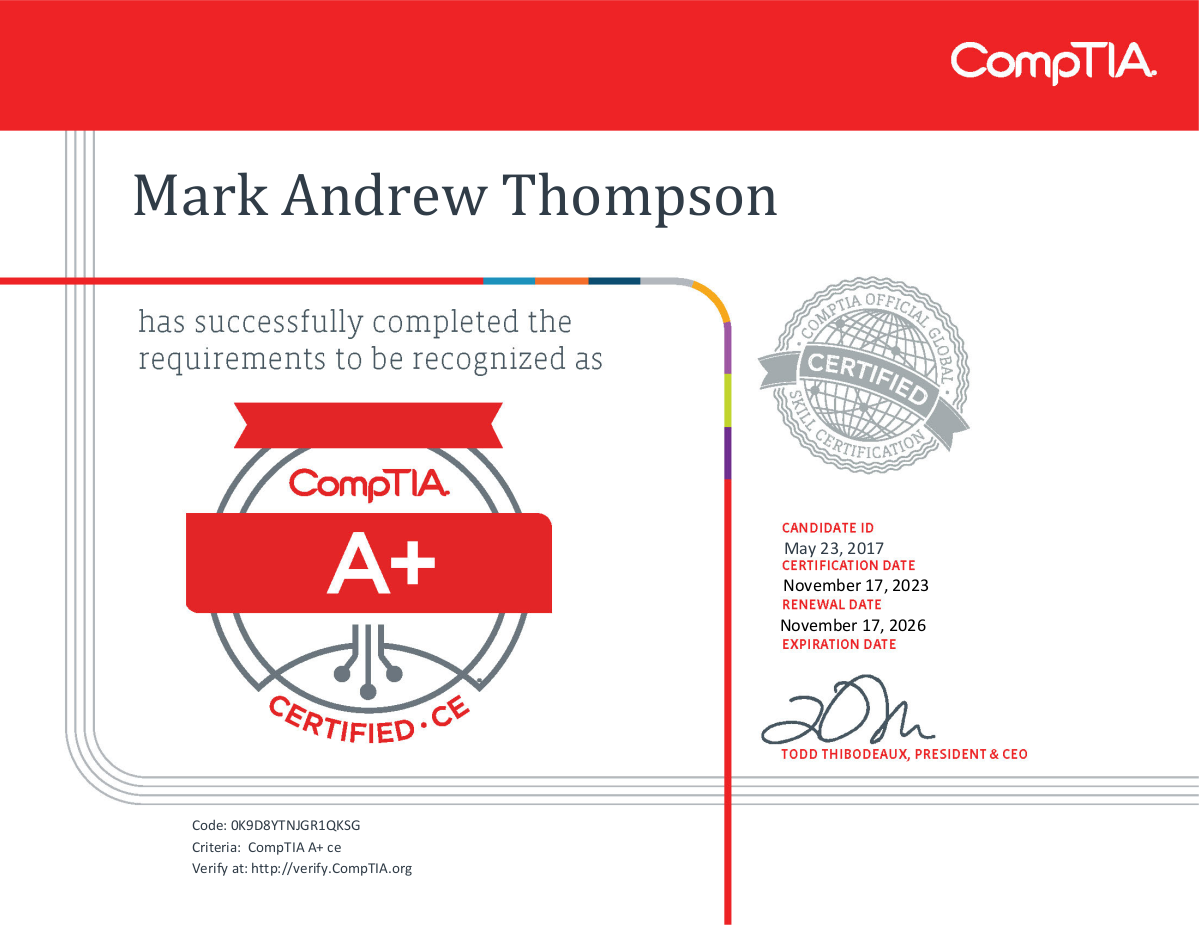 CompTIA.
Mark Andrew Thompson
has successfully completed the
requirements to be recognized as
COMPTIA OFFICIAL GLOBAL
CERTIFIED
SKILL CERTIFICATION
CompTIA.
A+
CERTIFIED · CE
CANDIDATE ID
May 23, 2017
CERTIFICATION DATE
November 17, 2023
RENEWAL DATE
November 17, 2026
EXPIRATION DATE
TODD THIBODEAUX, PRESIDENT & CEO
Code: 0K9D8YTNJGR1QKSG
Criteria:  CompTIA A+ ce
Verify at: http://verify.CompTIA.org